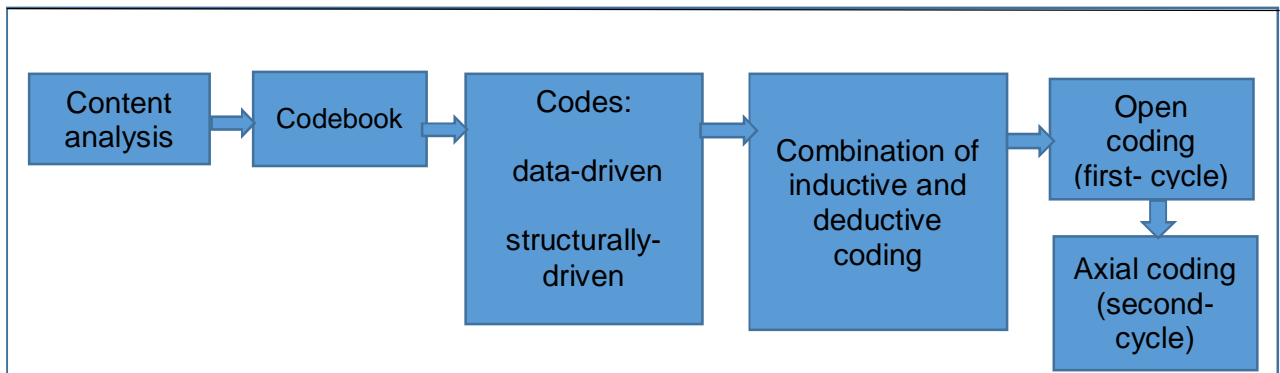 Content
analysis
Codebook
Codes:
data-driven
structurally-
driven
Combination of
inductive and
deductive
coding
Open
coding
(first- cycle)
Axial coding
(second-
cycle)